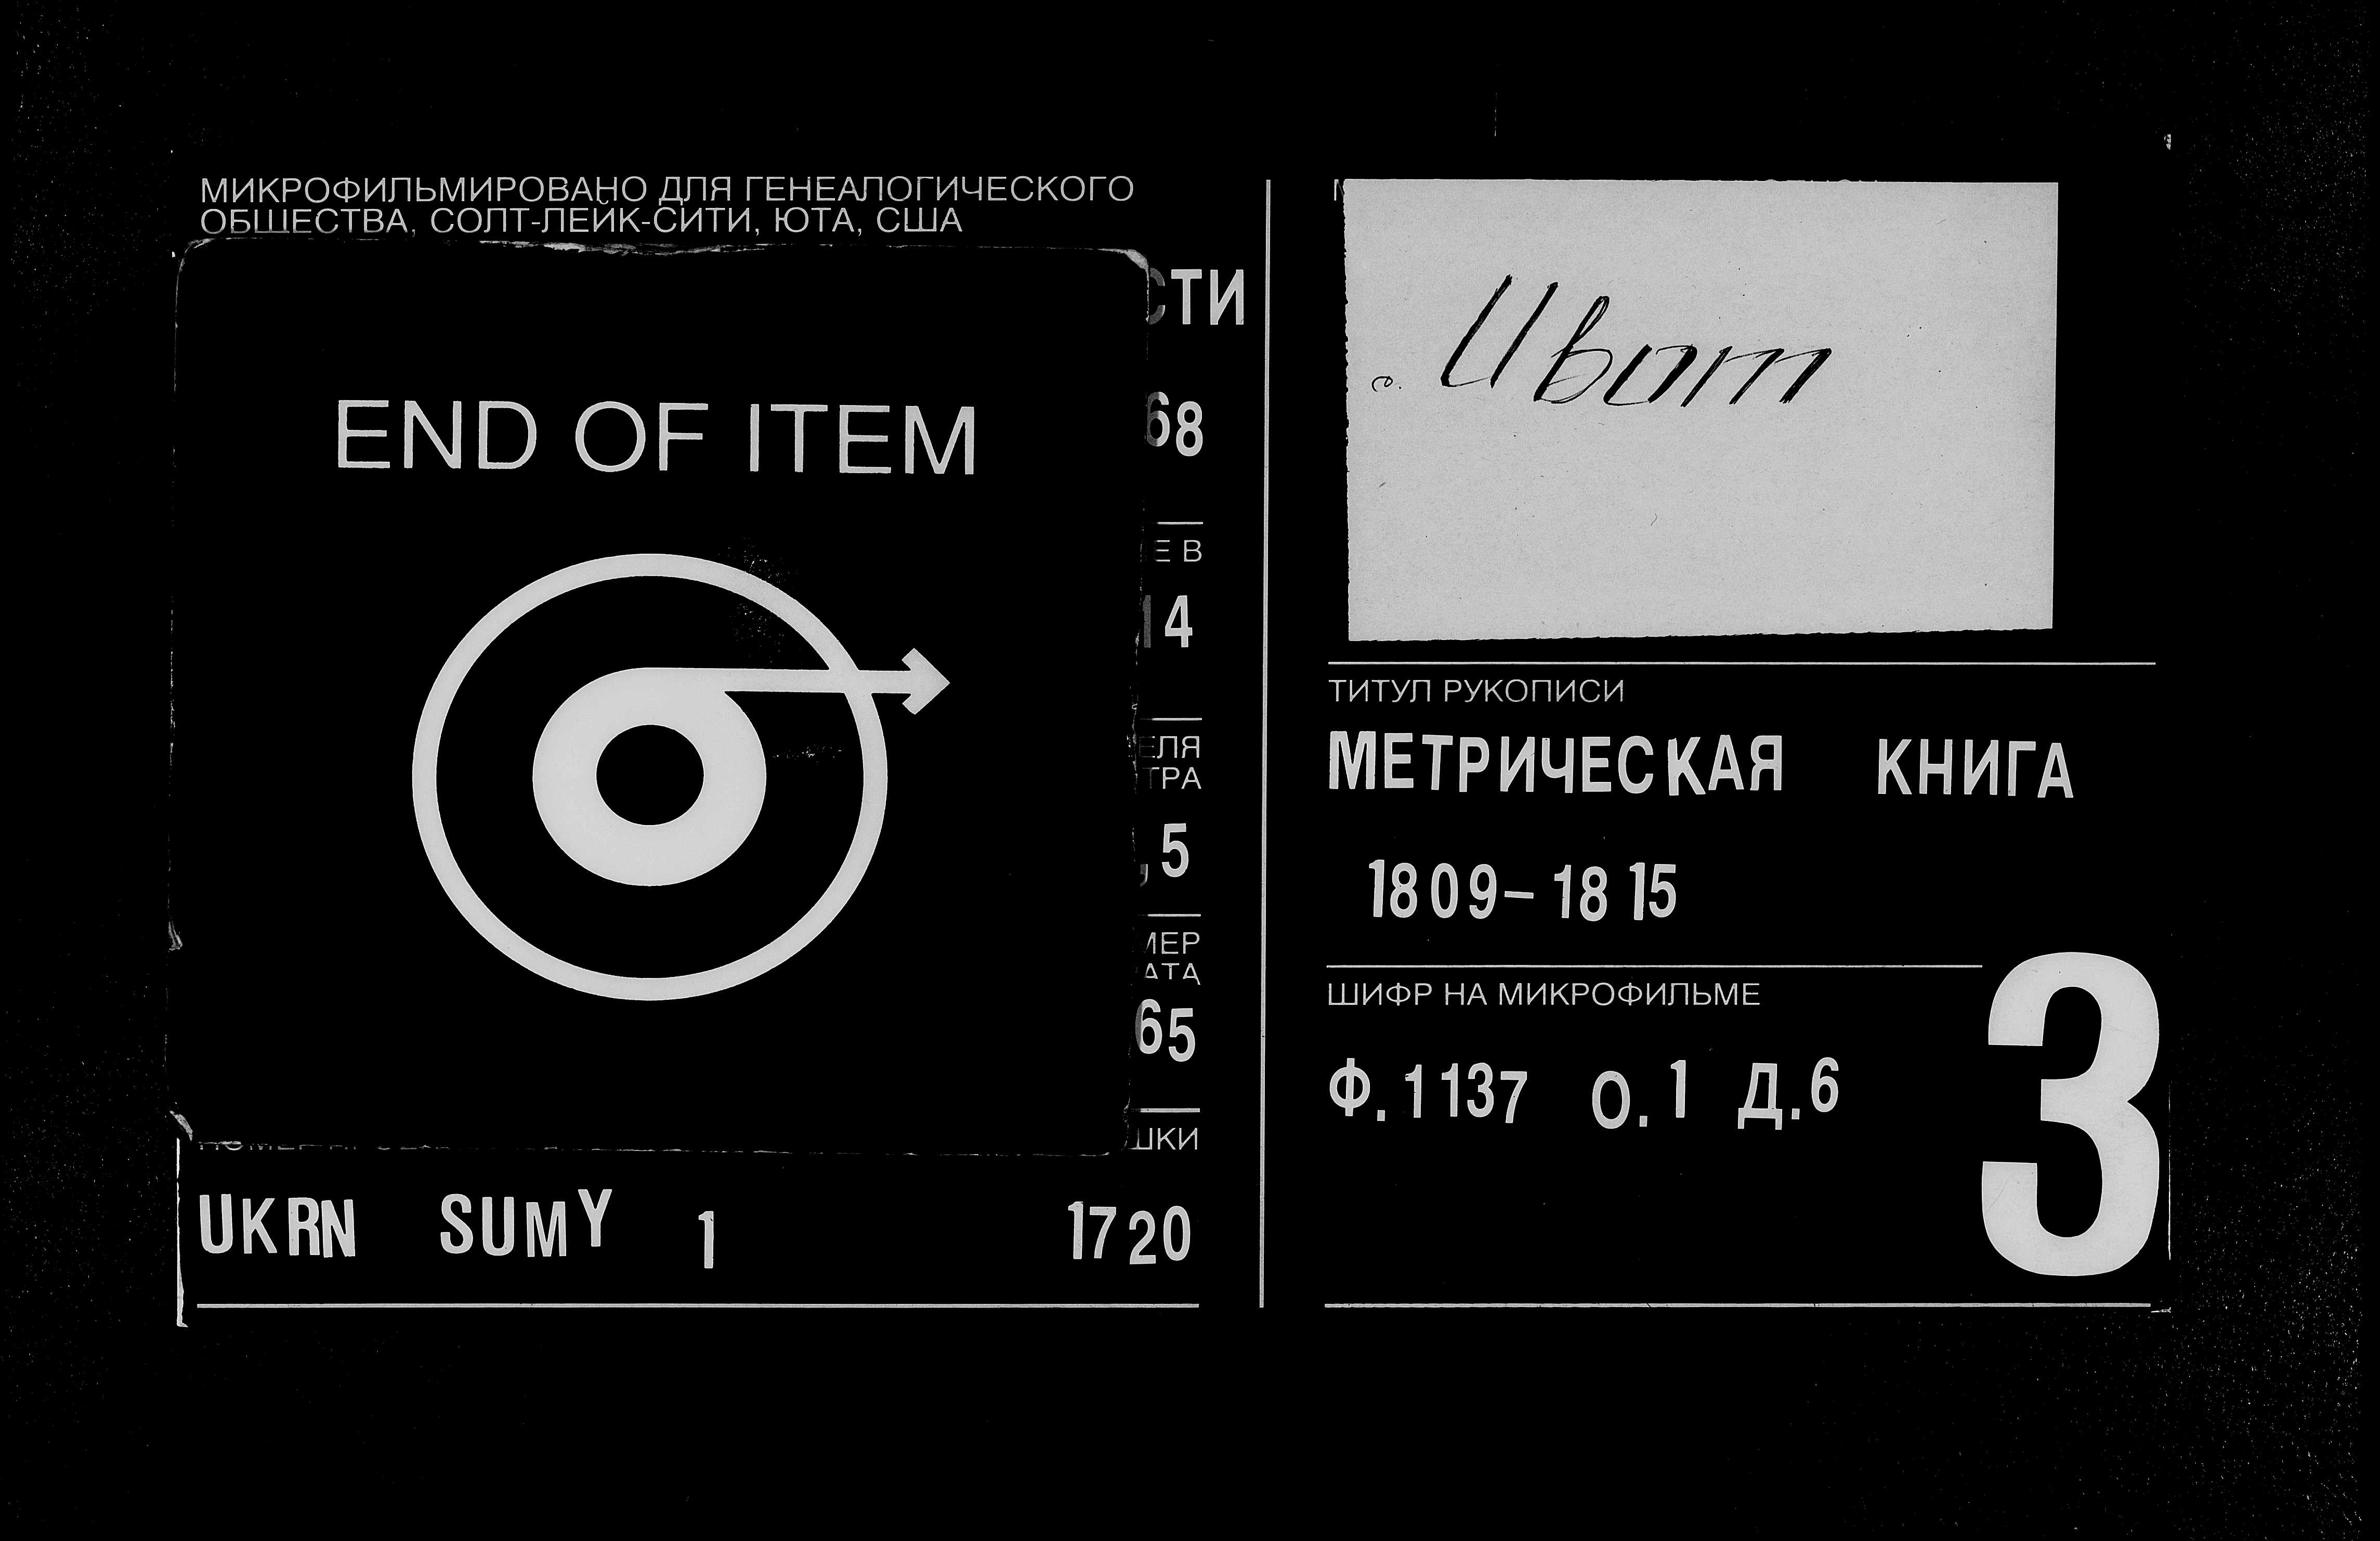 МИКРОФИЛЬМИРОВАНО ДЛЯ ГЕНЕАЛОГИЧЕСКОГО
ОБЩЕСТВА, СОЛТ-ЛЕЙК-СИТИ, ЮТА, США
СТИ
END OF ITEM
68
Е В
14
ЕЛЯ
ТРА
,5
МЕР
АТА
65
ШКИ
UKRN SUMY 1 1720
с. Ивот
ТИТУЛ РУКОПИСИ
МЕТРИЧЕСКАЯ КНИГА
1809-1815
ШИФР НА МИКРОФИЛЬМЕ
Ф.1137 О.1 Д.6
3